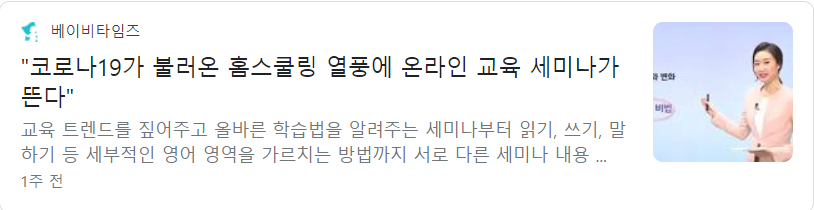 베이비타임즈
"코로나19가 불러온 홈스쿨링 열풍에 온라인 교육 세미나가
뜬다"
교육 트렌드를 짚어주고 올바른 학습법을 알려주는 세미나부터 읽기, 쓰기, 말
하기 등 세부적인 영어 영역을 가르치는 방법까지 서로 다른 세미나 내용 ...
1주 전
변화
비법